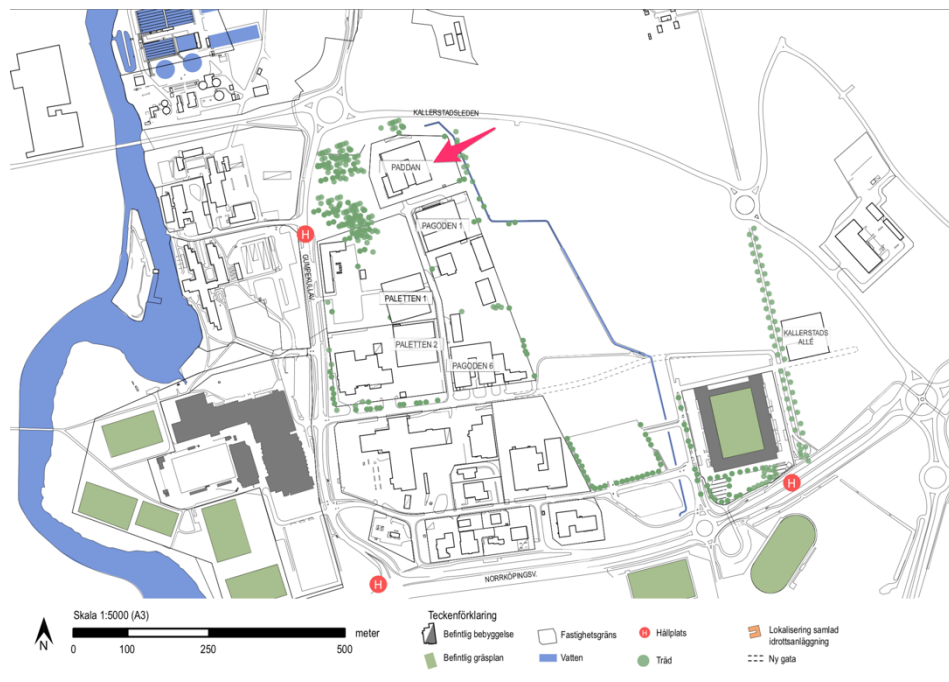 KALLERSTADSLEDEN
PADDAN
PAGODEN 1
H
GUMPEKULLAV.
PALETTEN 1
KALLERSTADS
ALLÉ
PALETTEN 2
PAGODEN 6
H
H
NORRKÖPINGSV.
Skala 1:5000 (A3)
meter
0 100 250 500
N
Teckenförklaring
Befintlig bebyggelse
Befintlig gräsplan
Fastighetsgräns
Vatten
H Hållplats
Träd
Lokalisering samlad
idrottsanläggning
Ny gata